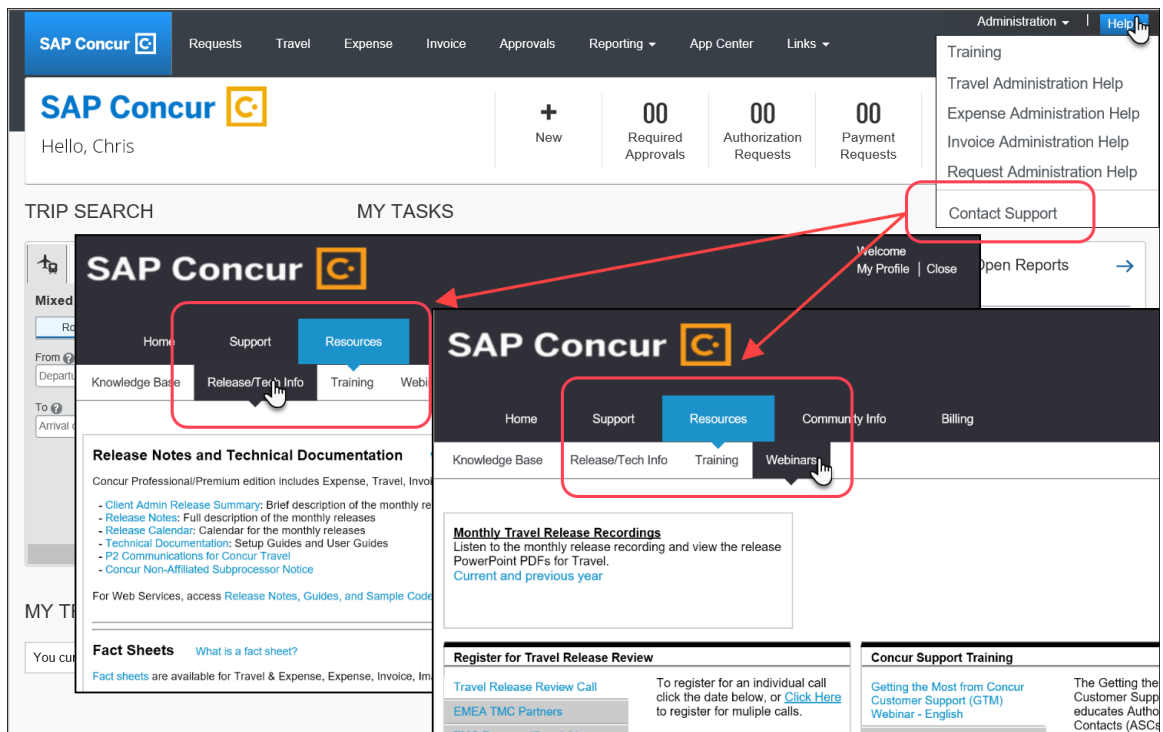 Administration
Help
SAP Concur
Requests
Travel
Expense
Invoice
Approvals
Reporting
App Center
Links
Training
Travel Administration Help
Expense Administration Help
Invoice Administration Help
Request Administration Help
Contact Support
SAP Concur
Hello, Chris
+
New
00
Required
Approvals
00
Authorization
Requests
00
Payment
Requests
TRIP SEARCH
MY TASKS
Open Reports
Mixed
From
To
Arrival
You
SAP Concur
Welcome
My Profile | Close
Home
Support
Resources
Knowledge Base
Release/Tech Info
Training
Release Notes and Technical Documentation
Concur Professional/Premium edition includes Expense, Travel,
- Client Admin Release Summary: Brief description of the monthly
- Release Notes: Full description of the monthly releases
- Release Calendar: Calendar for the monthly releases
- Technical Documentation: Setup Guides and User Guides
- P2 Communications for Concur Travel
- Concur Non-Affiliated Subprocessor Notice
For Web Services, access Release Notes, Guides, and Sample Code
Fact Sheets What is a fact sheet?
Fact sheets are available for Travel & Expense, Expense, Invoice,
SAP Concur
Home
Support
Resources
Community Info
Billing
Knowledge Base
Release/Tech Info
Training
Webinars
Monthly Travel Release Recordings
Listen to the monthly release recording and view the release
PowerPoint PDFs for Travel.
Current and previous year
Register for Travel Release Review
Travel Release Review Call
EMEA TMC Partners
To register for an individual call
click the date below, or Click Here
to register for muliple calls.
Concur Support Training
Getting the Most from Concur
Customer Support (GTM)
Webinar - English
The Getting the
Customer
educates
Contacts (ASCs